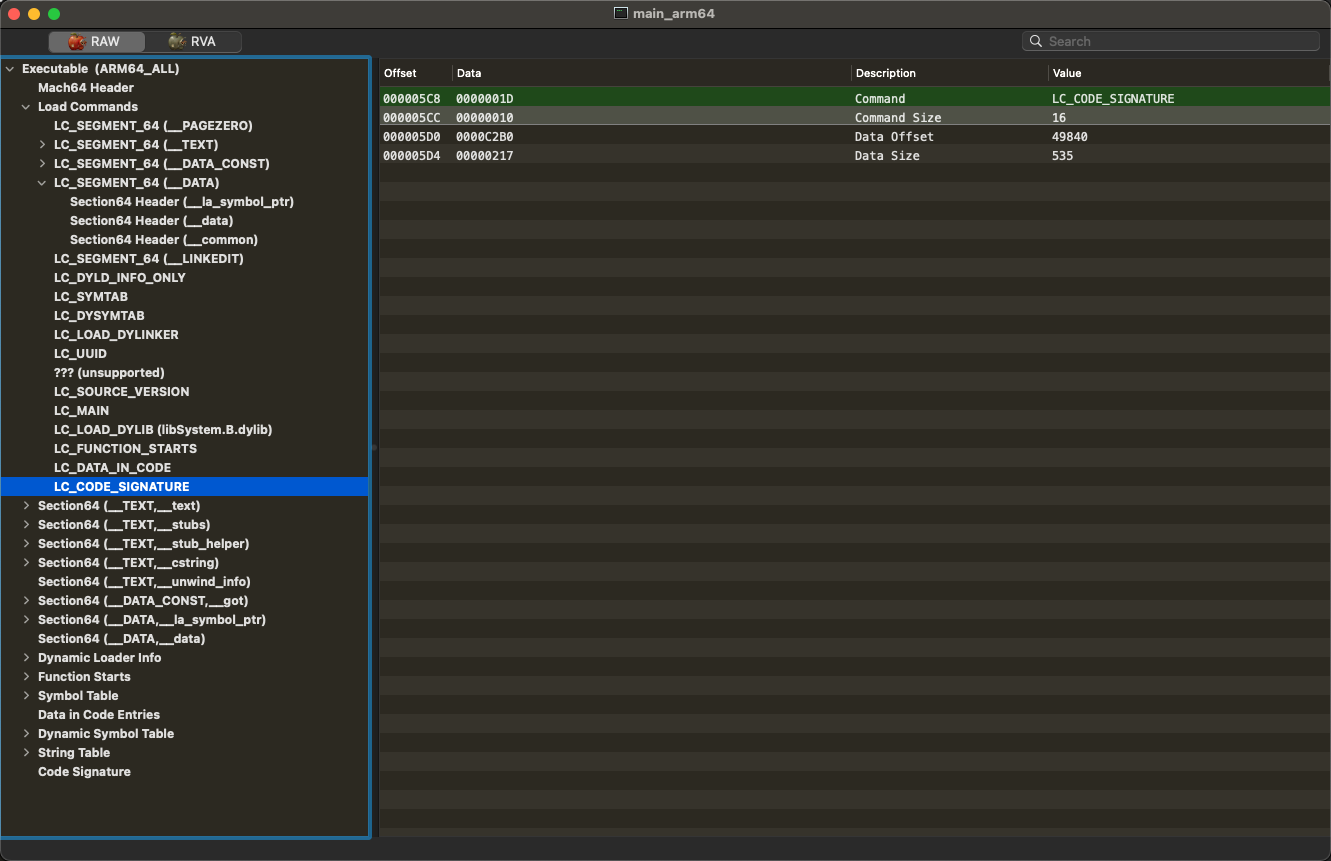 main_arm64
RAW RVA
Search
Executable (ARM64_ALL)
Mach64 Header
Load Commands
LC_SEGMENT_64 (__PAGEZERO)
LC_SEGMENT_64 (__TEXT)
LC_SEGMENT_64 (__DATA_CONST)
LC_SEGMENT_64 (__DATA)
Section64 Header (__la_symbol_ptr)
Section64 Header (__data)
Section64 Header (__common)
LC_SEGMENT_64 (__LINKEDIT)
LC_DYLD_INFO_ONLY
LC_SYMTAB
LC_DYSYMTAB
LC_LOAD_DYLINKER
LC_UUID
??? (unsupported)
LC_SOURCE_VERSION
LC_MAIN
LC_LOAD_DYLIB (libSystem.B.dylib)
LC_FUNCTION_STARTS
LC_DATA_IN_CODE
LC_CODE_SIGNATURE
Section64 (__TEXT,__text)
Section64 (__TEXT,__stubs)
Section64 (__TEXT,__stub_helper)
Section64 (__TEXT,__cstring)
Section64 (__TEXT,__unwind_info)
Section64 (__DATA_CONST,__got)
Section64 (__DATA,__la_symbol_ptr)
Section64 (__DATA,__data)
Dynamic Loader Info
Function Starts
Symbol Table
Data in Code Entries
Dynamic Symbol Table
String Table
Code Signature
Offset Data Description Value
000005C8 0000001D Command LC_CODE_SIGNATURE
000005CC 00000010 Command Size 16
000005D0 0000C2B0 Data Offset 49840
000005D4 00000217 Data Size 535